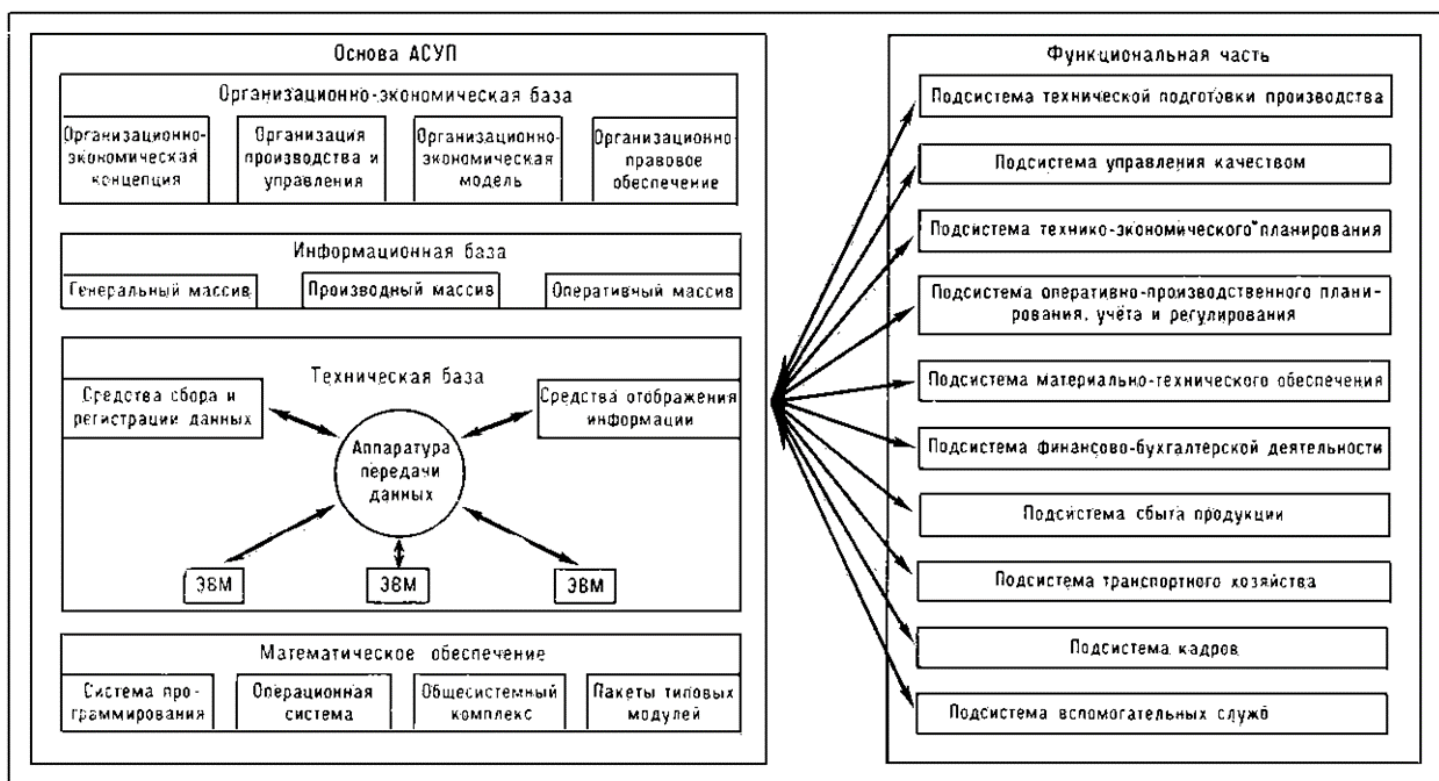 Основа АСУП
Организационно-экономическая база
Организационно-
экономическая
концепция
Организация
производства и
управления
Организационно-
экономическая
модель
Организационно-
правовое
обеспечение
Информационная база
Генеральный массив
Производный массив
Оперативный массив
Техническая база
Средства сбора и
регистрации данных
Средства отображения
информации
Аппаратура
передачи
данных
ЭВМ
ЭВМ
ЭВМ
Математическое обеспечение
Система про-
граммирования
Операционная
система
Общесистемный
комплекс
Пакеты типовых
модулей
Функциональная часть
Подсистема технической подготовки производства
Подсистема управления качеством
Подсистема технико-экономического планирования
Подсистема оперативно-производственного плани-
рования, учёта и регулирования
Подсистема материально-технического обеспечения
Подсистема финансово-бухгалтерской деятельности
Подсистема сбыта продукции
Подсистема транспортного хозяйства
Подсистема кадров
Подсистема вспомогательных служб